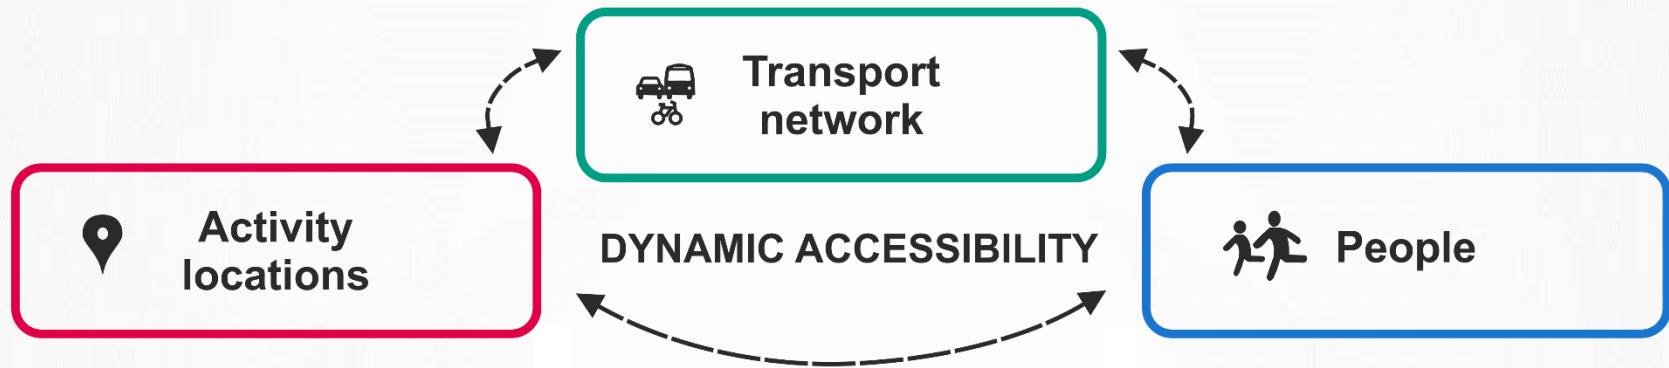 Transport
network
Activity
locations
DYNAMIC ACCESSIBILITY
People